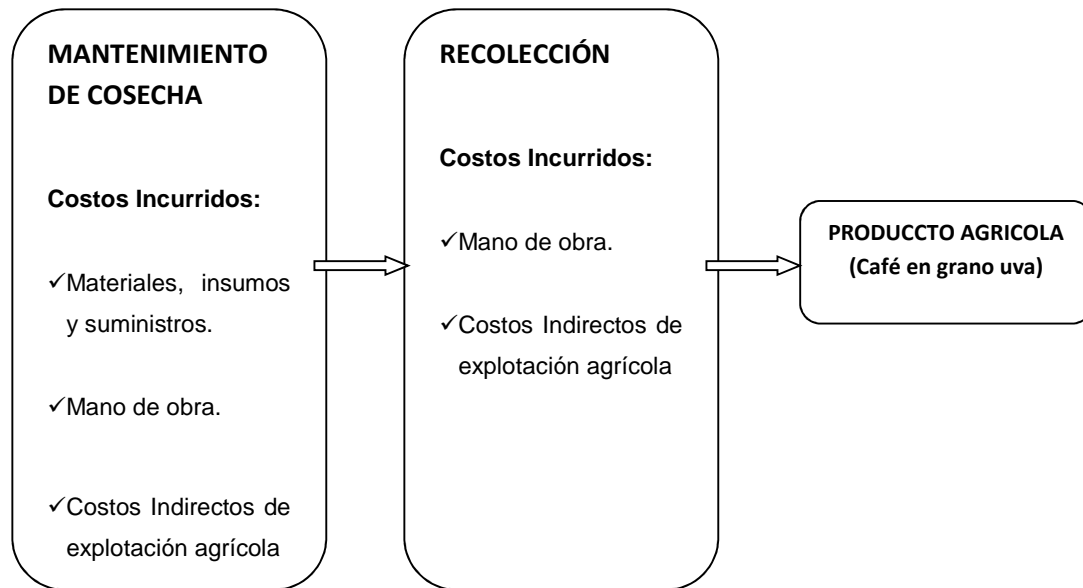 MANTENIMIENTO
DE COSECHA
Costos Incurridos:
✓Materiales, insumos
y suministros.
✓Mano de obra.
✓Costos Indirectos de
explotación agrícola
RECOLECCIÓN
Costos Incurridos:
✓Mano de obra.
✓Costos Indirectos de
explotación agrícola
PRODUCCTO AGRICOLA
(Café en grano uva)